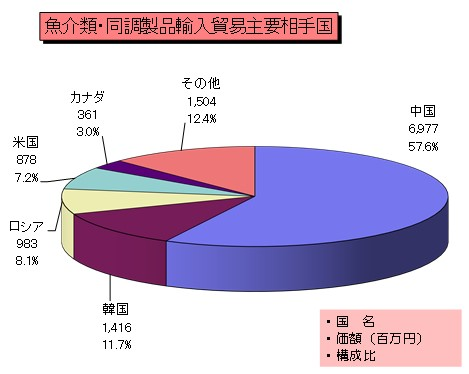 魚介類・同調製品輸入貿易主要相手国
その他
1,504
12.4%
カナダ
361
3.0%
米国
878
7.2%
ロシア
983
8.1%
韓国
1,416
11.7%
中国
6,977
57.6%
・国　名
・価額（百万円）
・構成比